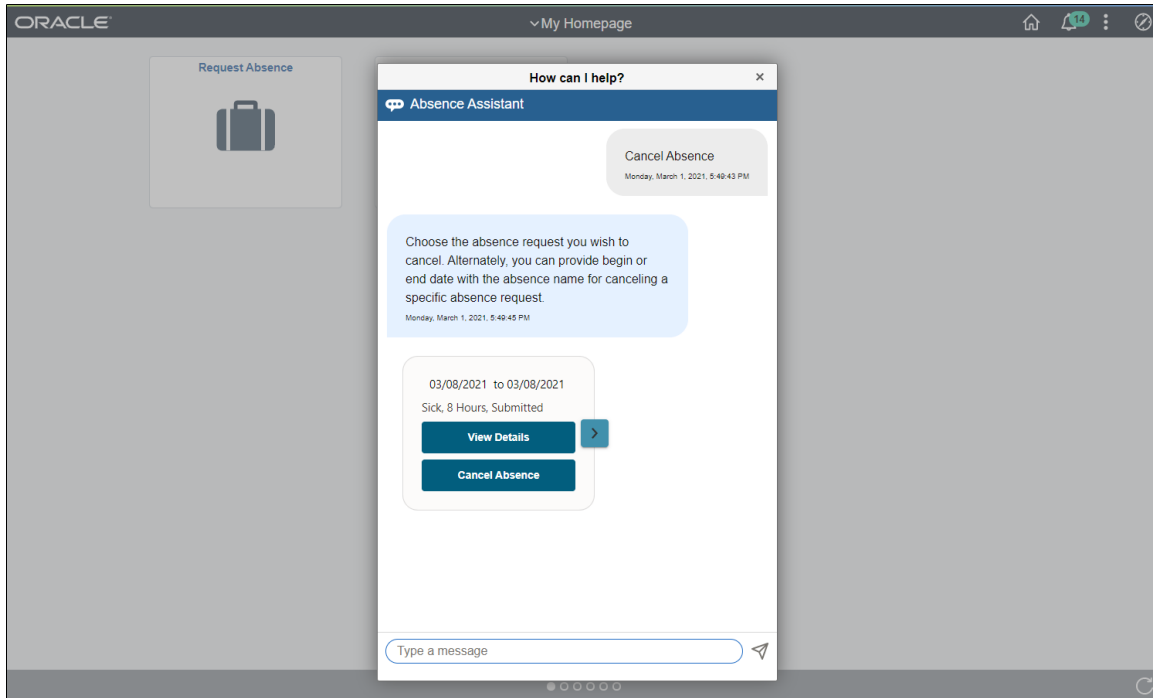 ORACLE
My Homepage
14
Request Absence
How can I help?
Absence Assistant
Cancel Absence
Monday, March 1, 2021, 5:49:43 PM
Choose the absence request you wish to
cancel. Alternately, you can provide begin or
end date with the absence name for canceling a
specific absence request.
Monday, March 1, 2021, 5:49:45 PM
03/08/2021 to 03/08/2021
Sick, 8 Hours, Submitted
View Details
Cancel Absence
Type a message